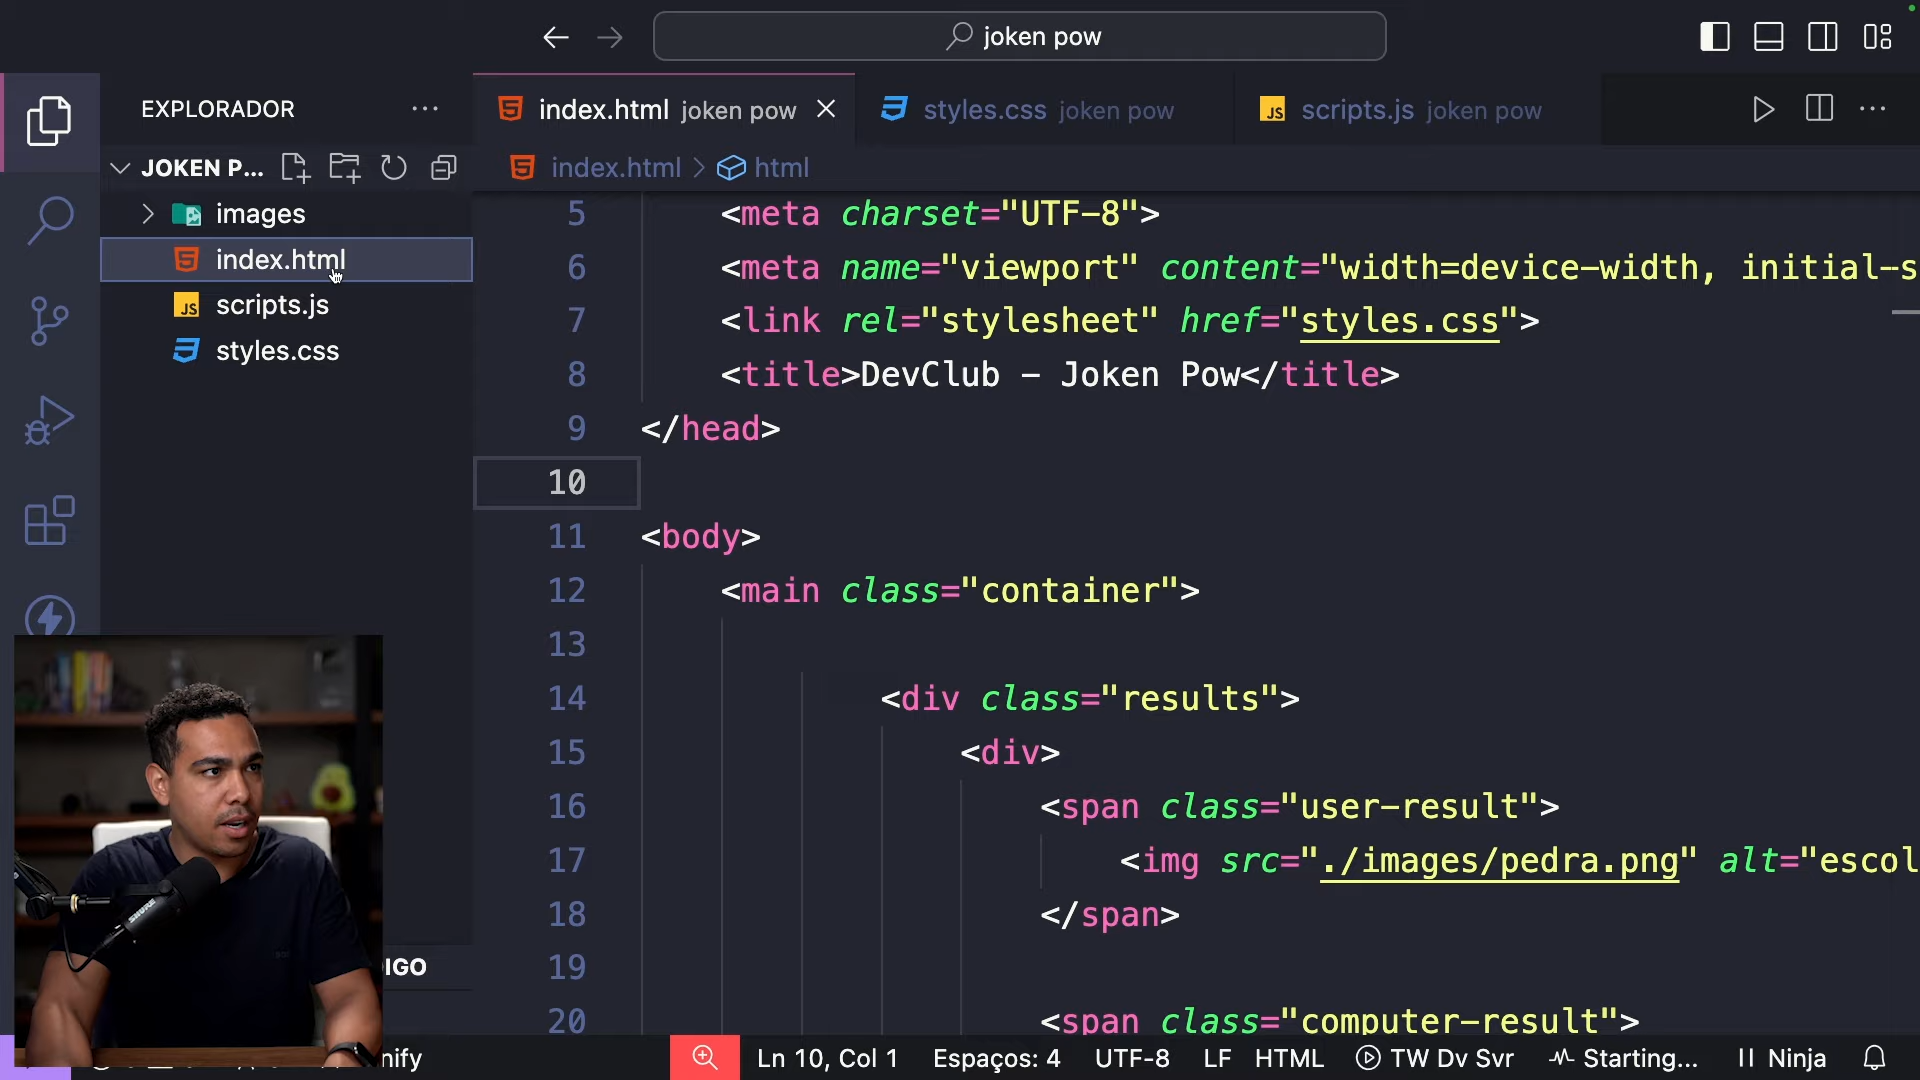 joken pow
EXPLORADOR
JOKEN P...
images
index.html
scripts.js
styles.css
index.html joken pow
styles.css joken pow
JS scripts.js joken pow
index.html > html
5 <meta charset="UTF-8">
6 <meta name="viewport" content="width=device-width, initial-s
7 <link rel="stylesheet" href="styles.css">
8 <title>DevClub - Joken Pow</title>
9 </head>
10
11 <body>
12 <main class="container">
13
14 <div class="results">
15 <div>
16 <span class="user-result">
17 <img src="./images/pedra.png" alt="escol
18 </span>
19
20 <span class="computer-result">
IGO
SHURE
nify
Ln 10, Col 1 Espaços: 4 UTF-8 LF HTML TW Dv Svr Starting... Ninja